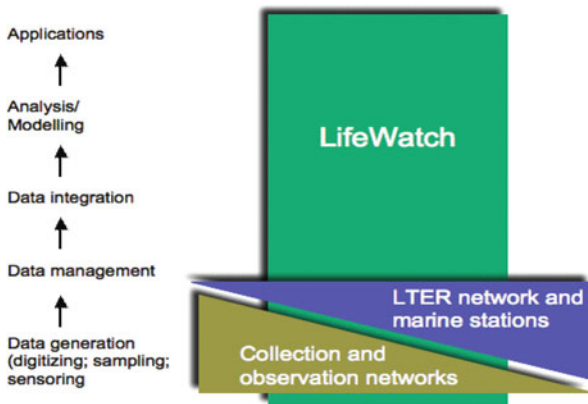 Applications
Analysis/
Modelling
Data integration
Data management
Data generation
(digitizing; sampling;
sensoring
LifeWatch
LTER network and
marine stations
Collection and
observation networks